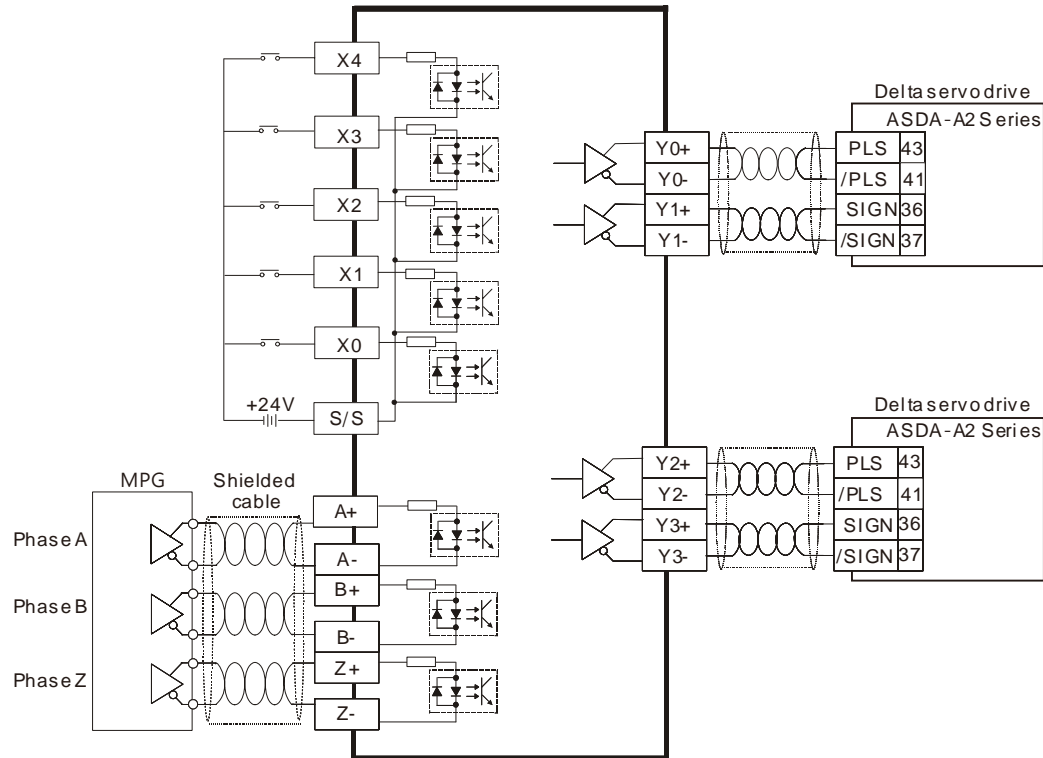 X4
X3
X2
X1
X0
+24V
S/S
MPG
Shielded
cable
Phase A
Phase B
Phase Z
A+
A-
B+
B-
Z+
Z-
Delta servo drive
ASDA-A2 Series
Y0+
Y0-
Y1+
Y1-
PLS 43
/PLS 41
SIGN 36
/SIGN 37
Delta servo drive
ASDA-A2 Series
Y2+
Y2-
Y3+
Y3-
PLS 43
/PLS 41
SIGN 36
/SIGN 37